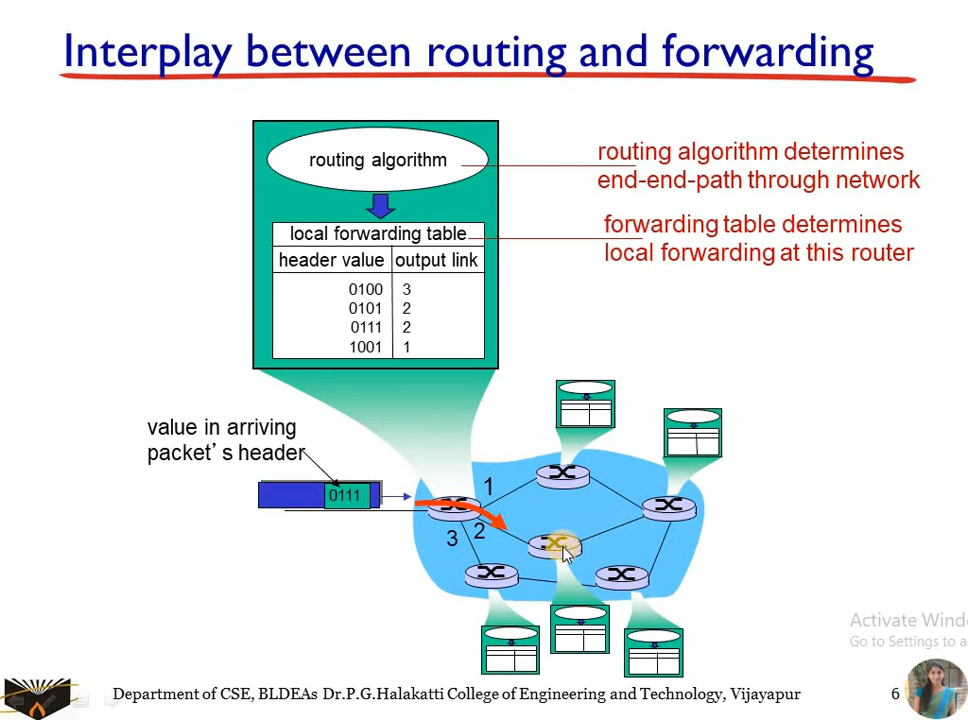 Interplay between routing and forwarding
routing algorithm
routing algorithm determines
end-end-path through network
local forwarding table
forwarding table determines
local forwarding at this router
header value output link
0100 3
0101 2
0111 2
1001 1
value in arriving
packet’s header
0111
1
2
3
Activate Wind
Go to Settings to a
Department of CSE, BLDEAs Dr.P.G.Halakatti College of Engineering and Technology, Vijayapur
6